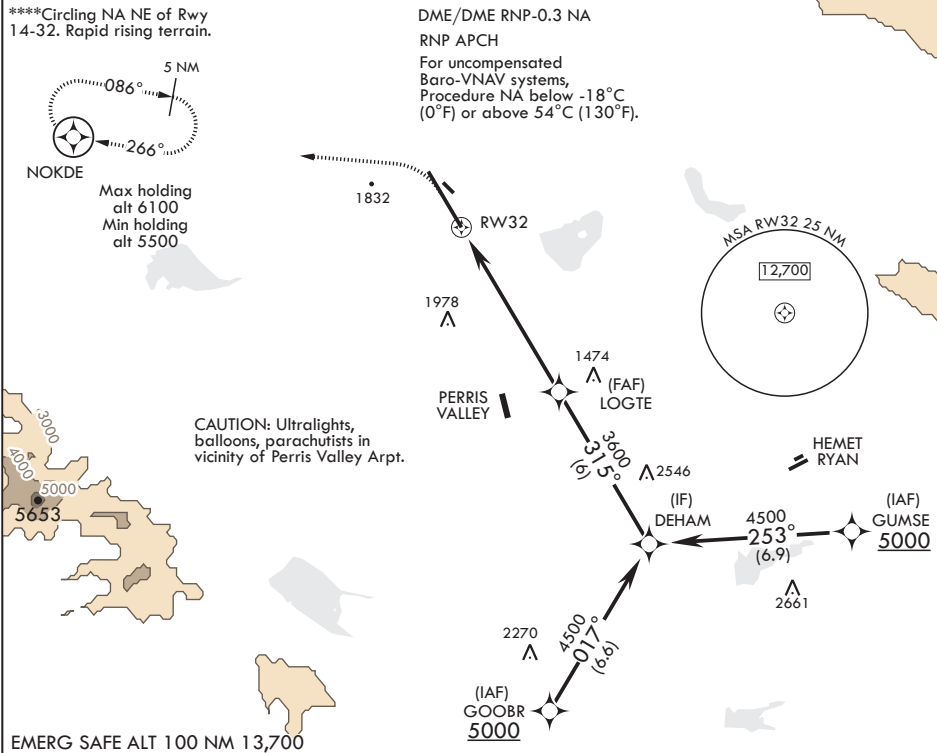 ****Circling NA NE of Rwy
14-32. Rapid rising terrain.
DME/DME RNP-0.3 NA
RNP APCH
For uncompensated
Baro-VNAV systems,
Procedure NA below -18°C
(0°F) or above 54°C (130°F).
5 NM
086°
266°
NOKDE
Max holding
alt 6100
Min holding
alt 5500
1832
RW32
MSA RW32 25 NM
12,700
1978
1474
(FAF)
LOGTE
PERRIS
VALLEY
CAUTION: Ultralights,
balloons, parachutists in
vicinity of Perris Valley Arpt.
3600
315°
(6)
2546
HEMET
RYAN
3000
4000
5000
5653
(IF)
DEHAM
4500
253°
(6.9)
(IAF)
GUMSE
5000
2661
2270
4500
017°
(6.6)
(IAF)
GOOBR
5000
EMERG SAFE ALT 100 NM 13,700